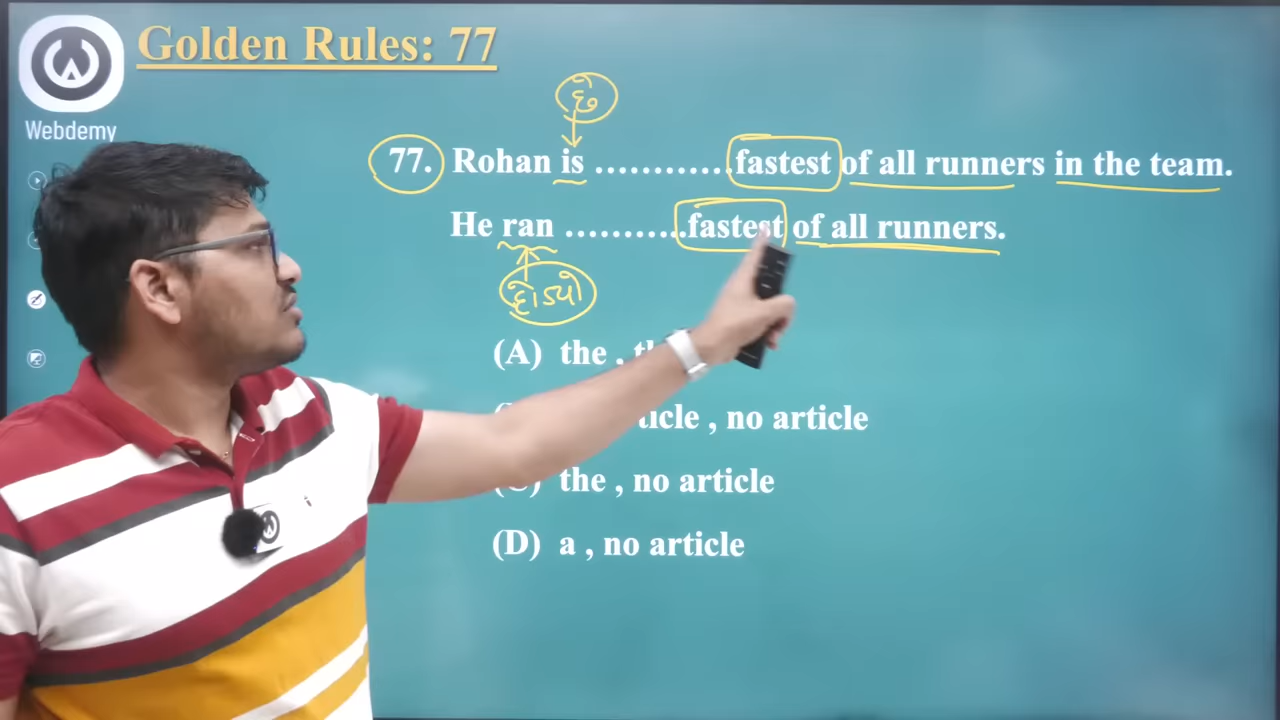 Golden Rules: 77
Webdemy
છે
77. Rohan is ............fastest of all runners in the team.
He ran ...........fastest of all runners.
દોડ્યો
(A) the ,
article , no article
the , no article
(D) a , no article